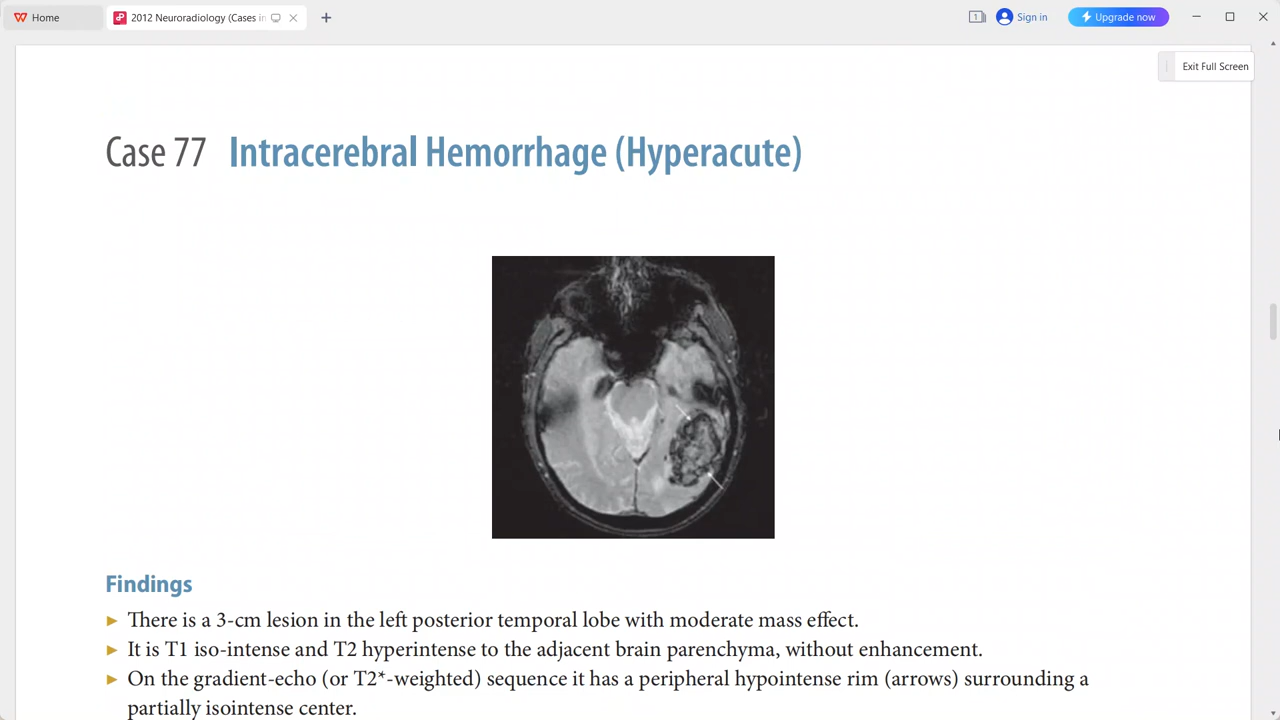 Home
2012 Neuroradiology (Cases in
1
Sign in
Upgrade now
Exit Full Screen
Case 77 Intracerebral Hemorrhage (Hyperacute)
Findings
► There is a 3-cm lesion in the left posterior temporal lobe with moderate mass effect.
► It is T1 iso-intense and T2 hyperintense to the adjacent brain parenchyma, without enhancement.
► On the gradient-echo (or T2*-weighted) sequence it has a peripheral hypointense rim (arrows) surrounding a
partially isointense center.